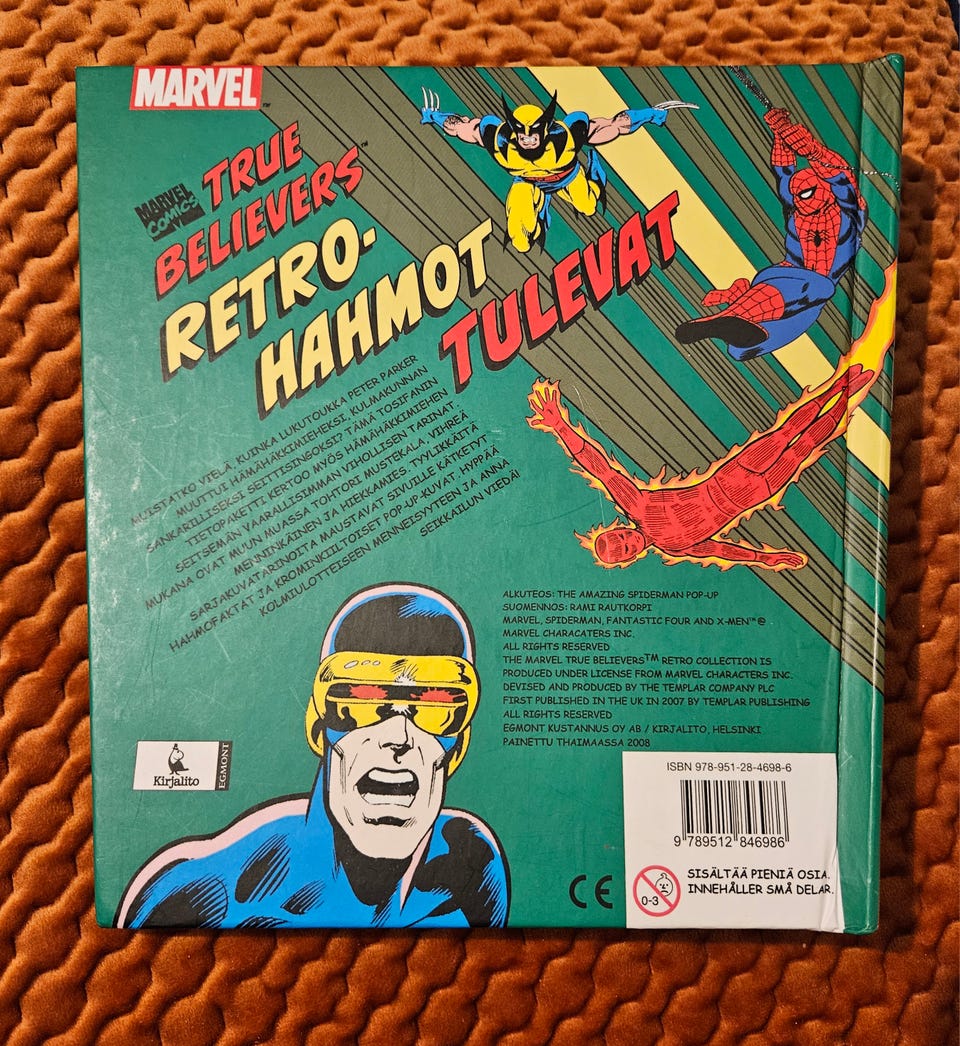 MARVEL™
MARVEL
COMICS
TRUE
BELIEVERS™
RETRO-
HAHMOT
TULEVAT
MUISTATKO VIELÄ, KUINKA LUKUTOUKKA PETER PARKER
MUUTTUI HÄMÄHÄKKIMIEHEKSI, KULMAKUNNAN
SANKARILLISEKSI SEITTISINSOKSI? TÄMÄ TOSIFANIN
TIETOPAKETTI KERTOO MYÖS HÄMÄHÄKKIMIEHEN
SEITSEMÄN VAARALLISIMMAN VIHOLLISEN TARINAT.
MUKANA OVAT MUUN MUASSA TOHTORI MUSTEKALA, VIHREÄ
MENNINKÄINEN JA HIEKKAMIES. TYYLIKKÄITÄ
SARJAKUVATARINOITA MAUSTAVAT SIVUILLE KÄTKETYT
HAHMOFAKTAT JA KROMINKIILTOISET POP-UP KUVAT. HYPPÄÄ
KOLMIULOTTEISEEN MENNEISYYTEEN JA ANNA
SEIKKAILUN VIEDÄ!
ALKUTEOS: THE AMAZING SPIDERMAN POP-UP
SUOMENNOS: RAMI RAUTKORPI
MARVEL, SPIDERMAN, FANTASTIC FOUR AND X-MEN™®
MARVEL CHARACATERS INC.
ALL RIGHTS RESERVED
THE MARVEL TRUE BELIEVERS™ RETRO COLLECTION IS
PRODUCED UNDER LICENSE FROM MARVEL CHARACTERS INC.
DEVISED AND PRODUCED BY THE TEMPLAR COMPANY PLC
FIRST PUBLISHED IN THE UK IN 2007 BY TEMPLAR PUBLISHING
ALL RIGHTS RESERVED
EGMONT KUSTANNUS OY AB / KIRJALITO, HELSINKI
PAINETTU THAIMAASSA 2008
Kirjalito
EGMONT
ISBN 978-951-28-4698-6
9 789512 846986
CE
0-3
SISÄLTÄÄ PIENIÄ OSIA.
INNEHÅLLER SMÅ DELAR.